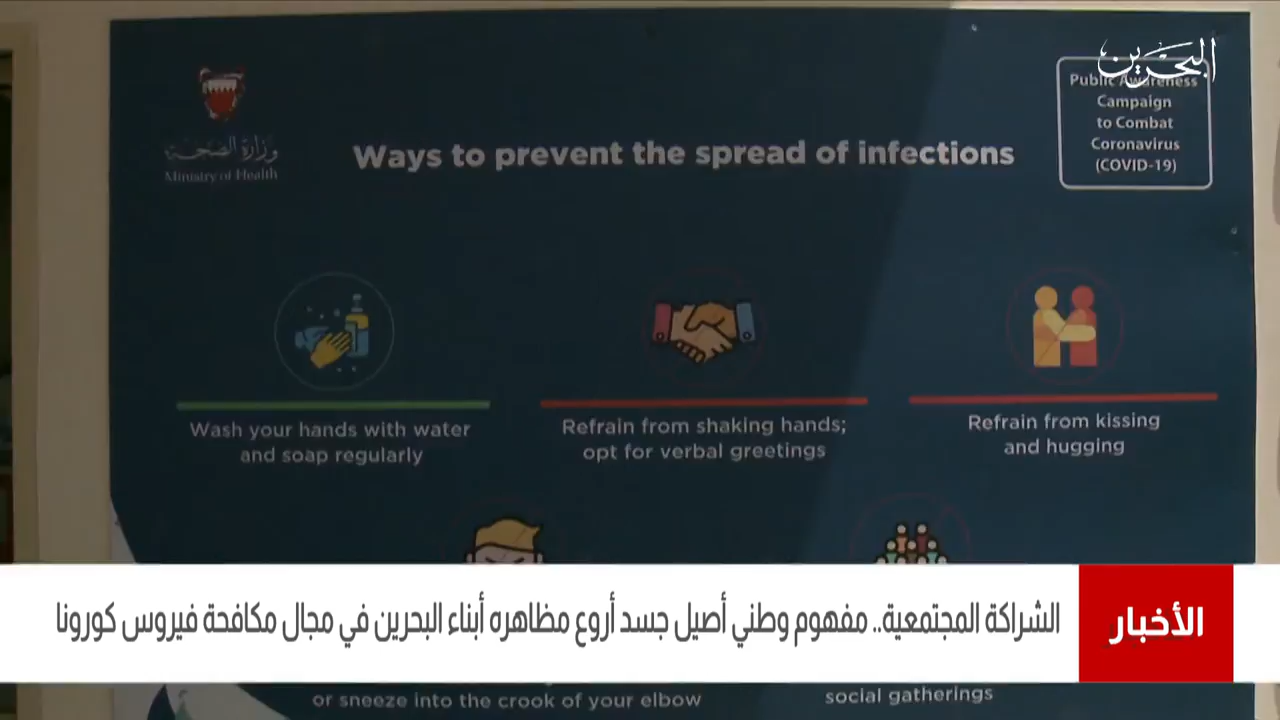 البحرين
وزارة الصحة
Ministry of Health
Ways to prevent the spread of infections
Public Awareness
Campaign
to Combat
Coronavirus
(COVID-19)
Wash your hands with water
and soap regularly
Refrain from shaking hands;
opt for verbal greetings
Refrain from kissing
and hugging
الأخبار
الشراكة المجتمعية.. مفهوم وطني أصيل جسد أروع مظاهره أبناء البحرين في مجال مكافحة فيروس كورونا
or sneeze into the crook of your elbow
social gatherings